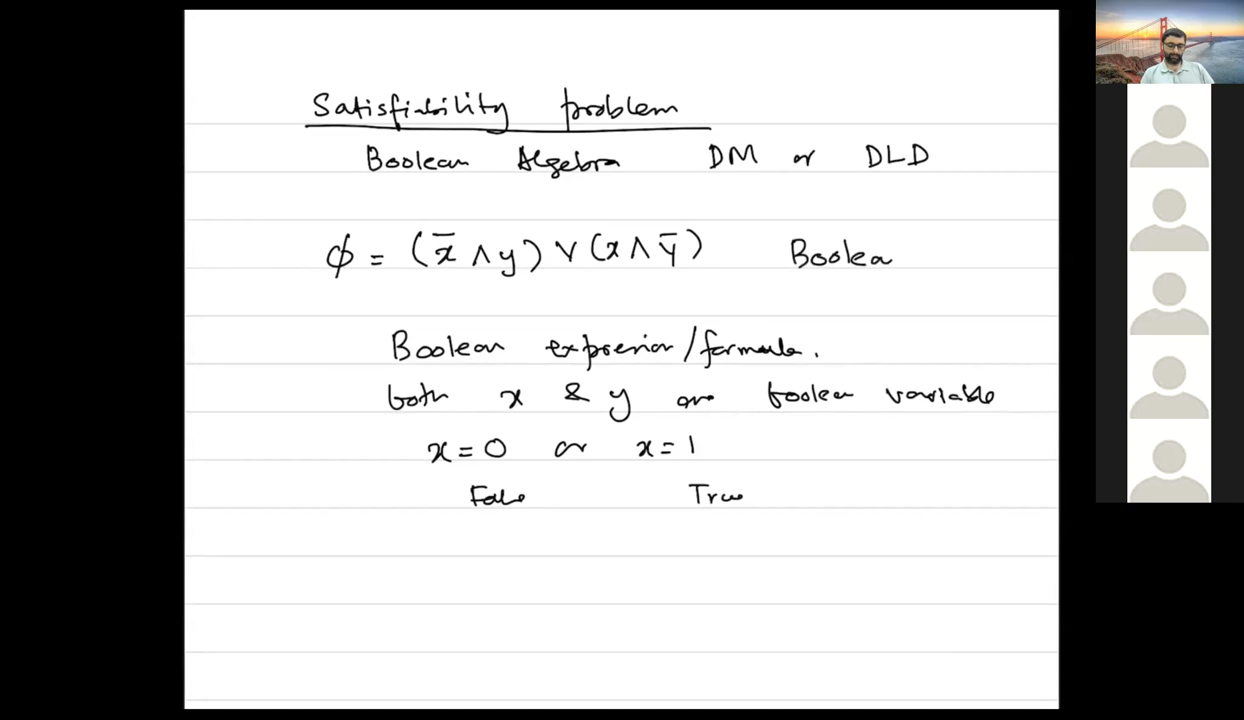 Satisfiability problem
Boolean Algebra DM or DLD
ϕ = (x̅ ∧ y) ∨ (x ∧ y̅) Boolea
Boolean expression/formula.
both x & y are boolean variable
x = 0 or x = 1
False True